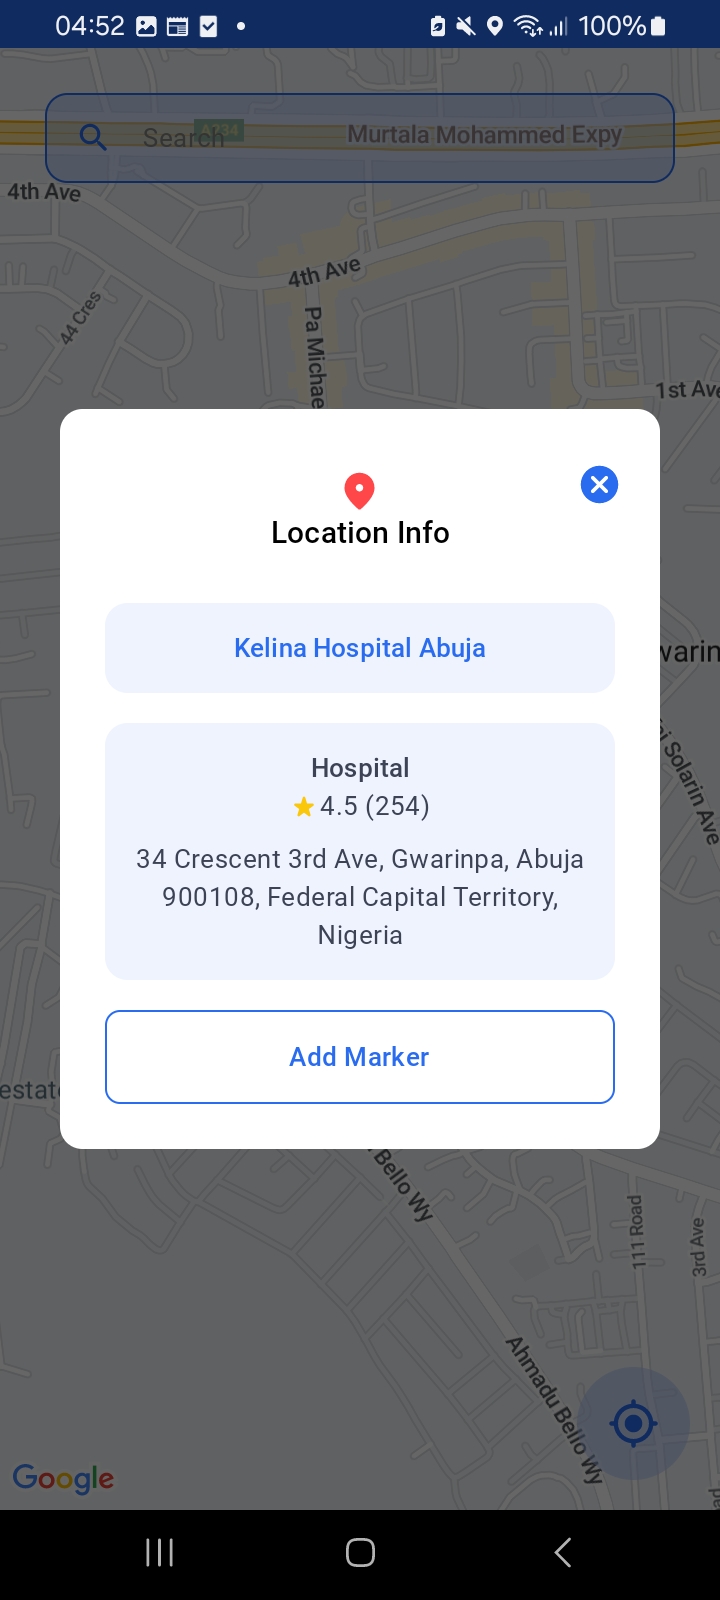 04:52 100%
A734
Search Murtala Mohammed Expy
4th Ave
4th Ave
44 Cres
Pa Michae
1st Ave
Location Info
Kelina Hospital Abuja
Hospital
4.5 (254)
34 Crescent 3rd Ave, Gwarinpa, Abuja
900108, Federal Capital Territory,
Nigeria
Add Marker
warin
Solarin Ave
estat
Bello Wy
111 Road
3rd Ave
Ahmadu Bello Wy
Google